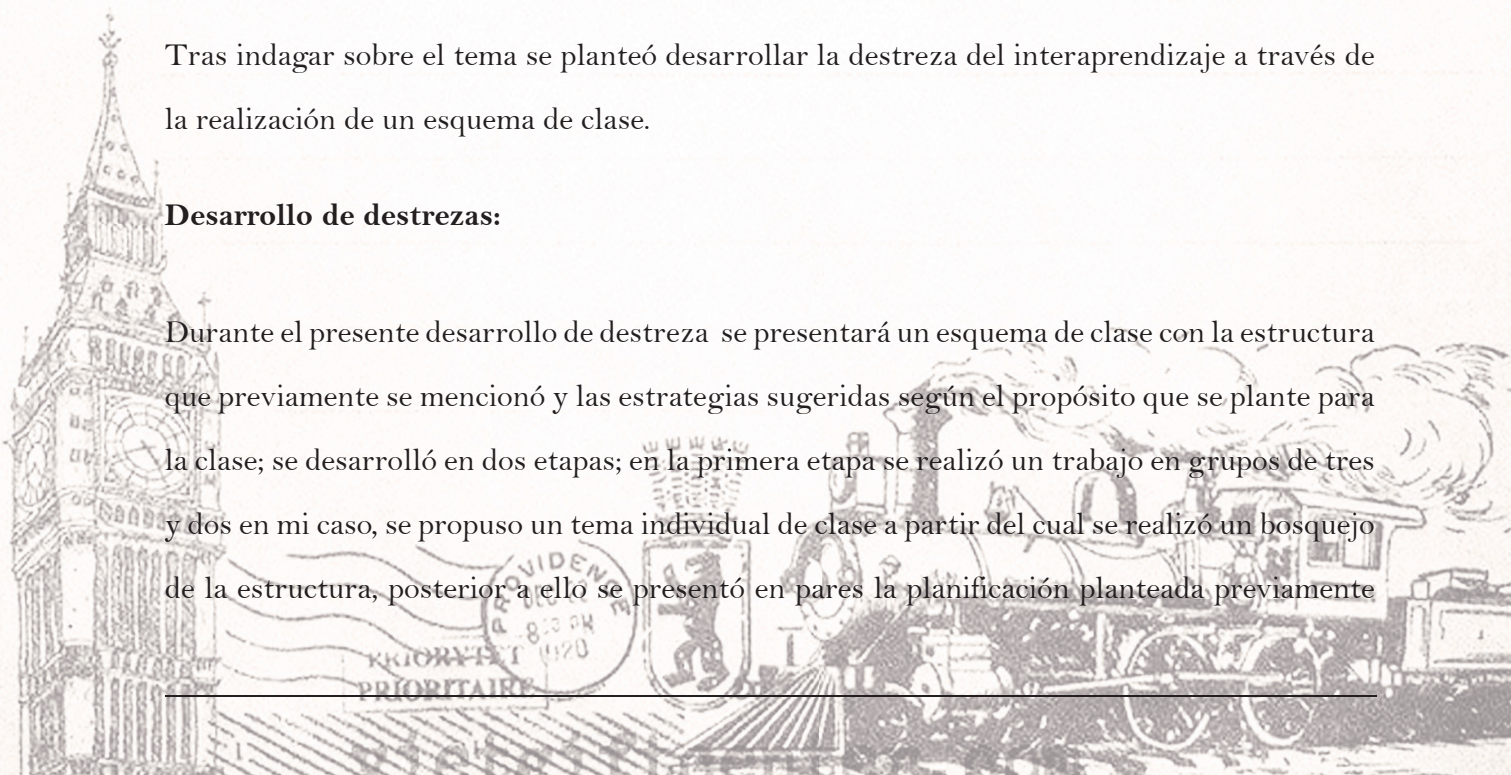 Tras indagar sobre el tema se planteó desarrollar la destreza del interaprendizaje a través de
la realización de un esquema de clase.
Desarrollo de destrezas:
Durante el presente desarrollo de destreza  se presentará un esquema de clase con la estructura
que previamente se mencionó y las estrategias sugeridas según el propósito que se plante para
la clase; se desarrolló en dos etapas; en la primera etapa se realizó un trabajo en grupos de tres
y dos en mi caso, se propuso un tema individual de clase a partir del cual se realizó un bosquejo
de la estructura, posterior a ello se presentó en pares la planificación planteada previamente
PRIORYTET
PRIORITAIRE